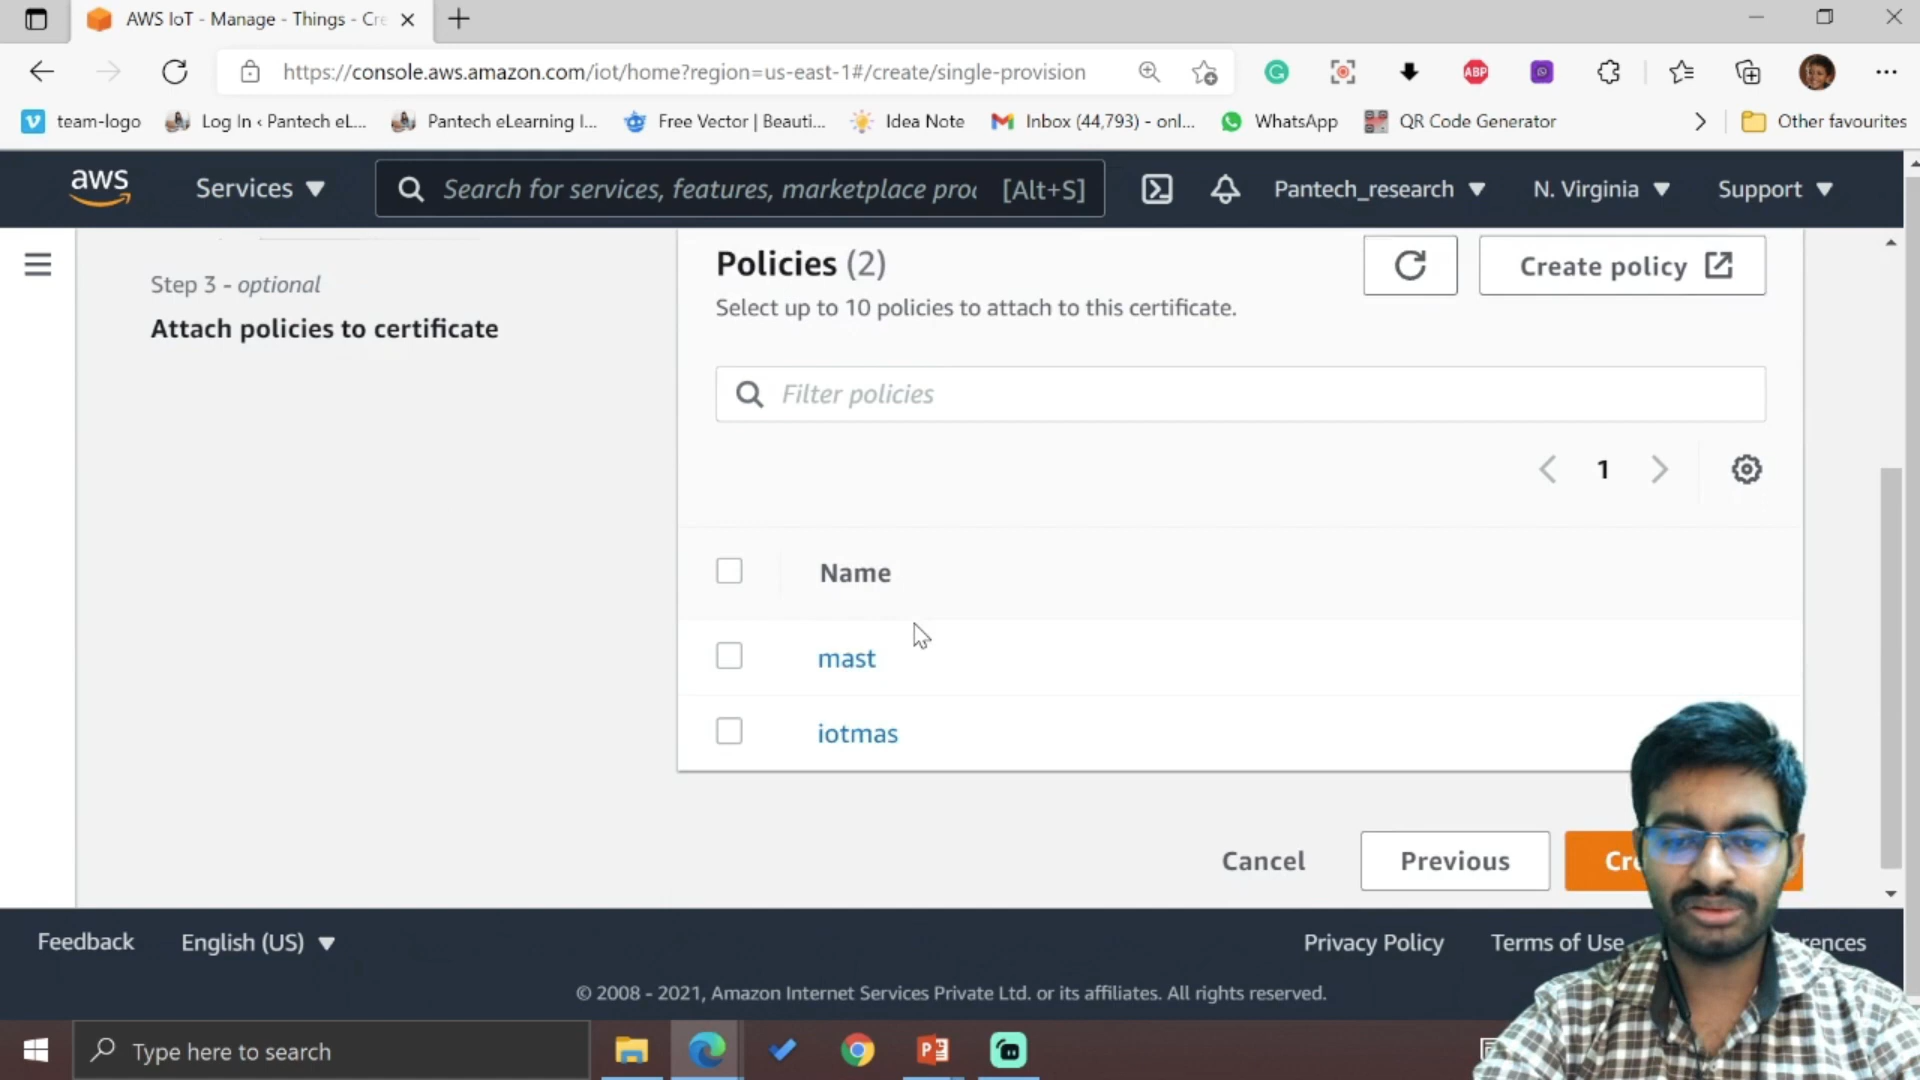 AWS IoT - Manage - Things - Cre
https://console.aws.amazon.com/iot/home?region=us-east-1#/create/single-provision
ABP
team-logo Log In ‹ Pantech eL... Pantech eLearning I... Free Vector | Beauti... Idea Note Inbox (44,793) - onl... WhatsApp QR Code Generator Other favourites
aws Services Search for services, features, marketplace proc [Alt+S] Pantech_research N. Virginia Support
Step 3 - optional
Attach policies to certificate
Policies (2)
Create policy
Select up to 10 policies to attach to this certificate.
Filter policies
1
Name
mast
iotmas
Cancel Previous
Feedback English (US) Privacy Policy Terms of Use
© 2008 - 2021, Amazon Internet Services Private Ltd. or its affiliates. All rights reserved.
Type here to search